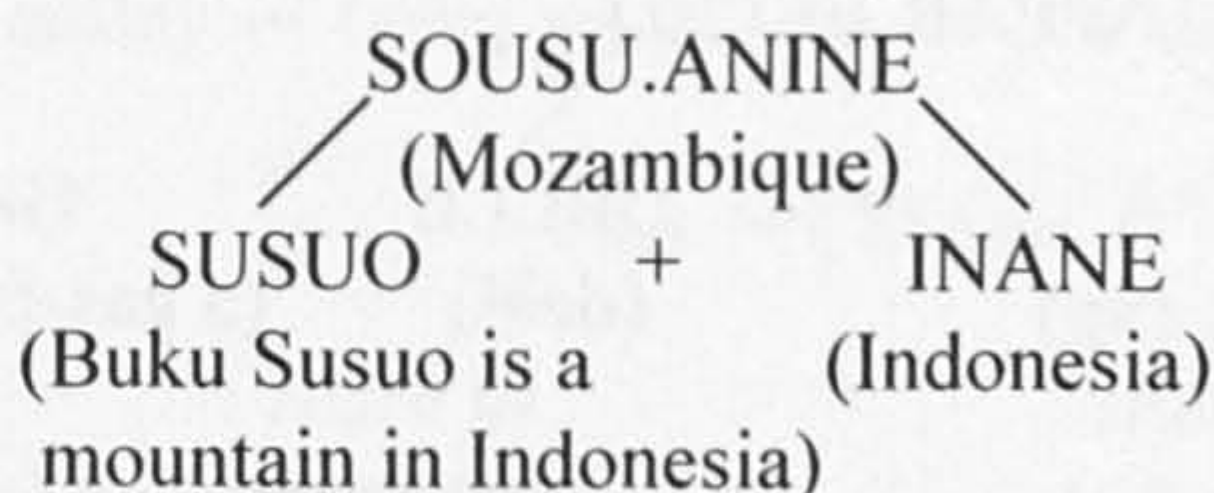 SOUSU.ANINE
(Mozambique)
SUSUO + INANE
(Buku Susuo is a (Indonesia)
mountain in Indonesia)